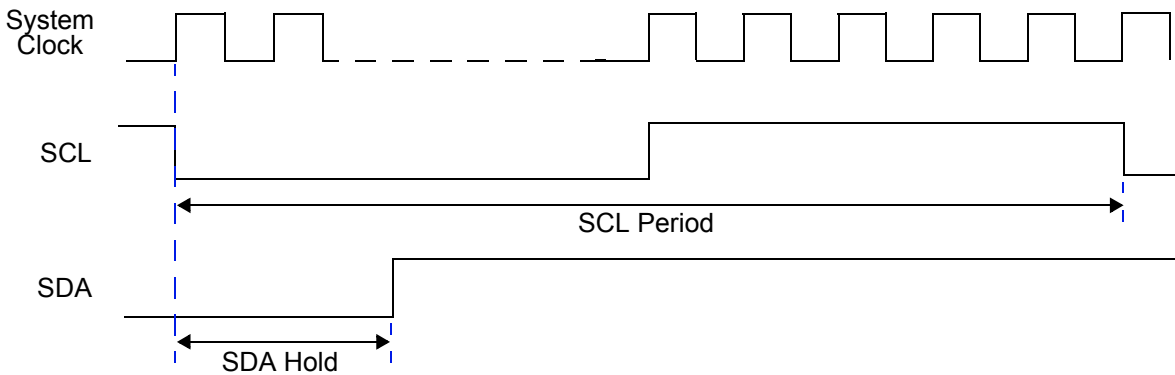 System
Clock
SCL
SCL Period
SDA
SDA Hold